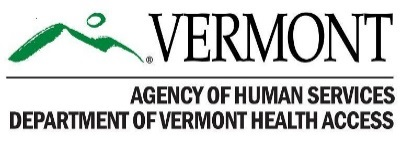 VERMONT
AGENCY OF HUMAN SERVICES
DEPARTMENT OF VERMONT HEALTH ACCESS